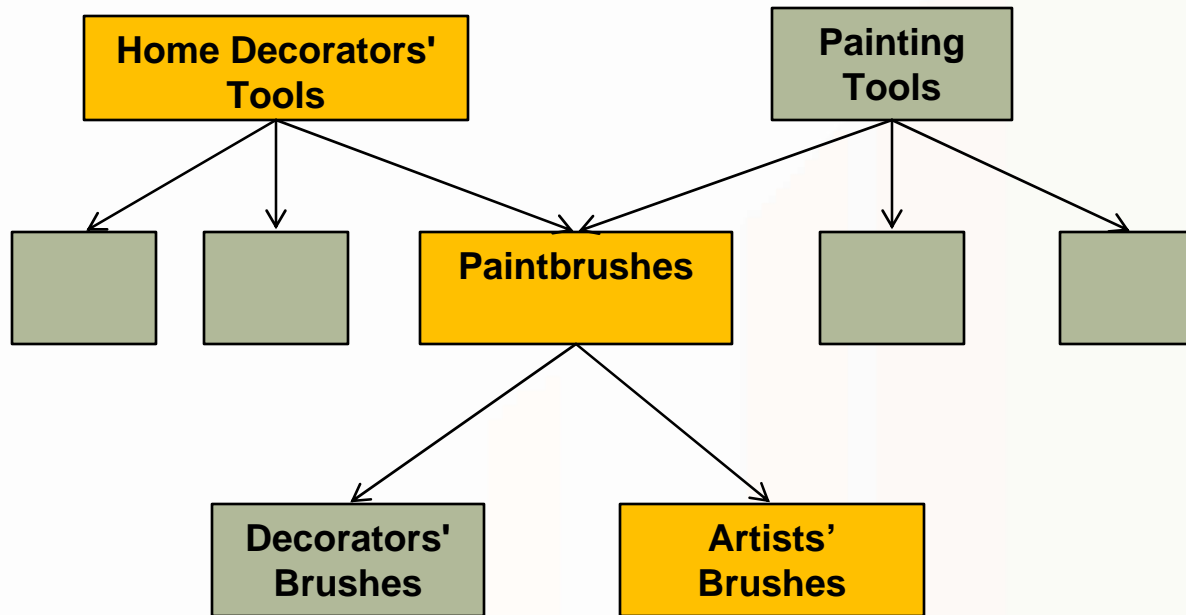 Home Decorators'
Tools
Painting
Tools
Paintbrushes
Decorators'
Brushes
Artists’
Brushes